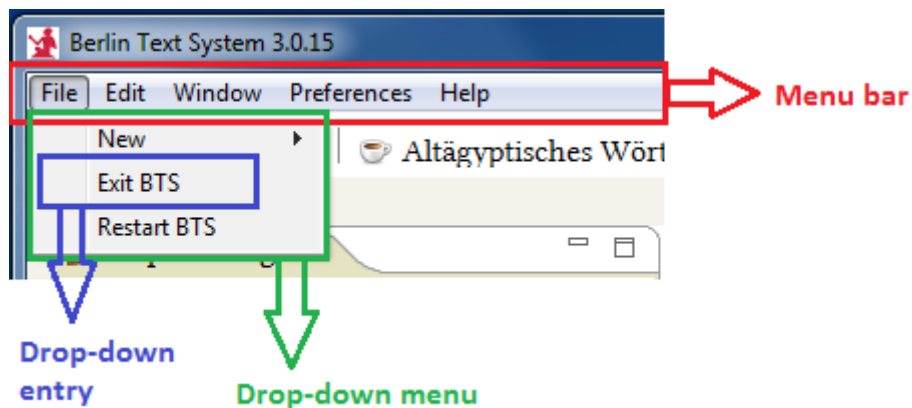 Berlin Text System 3.0.15
File Edit Window Preferences Help
Menu bar
New
Altägyptisches Wört
Exit BTS
Restart BTS
Drop-down
entry
Drop-down menu